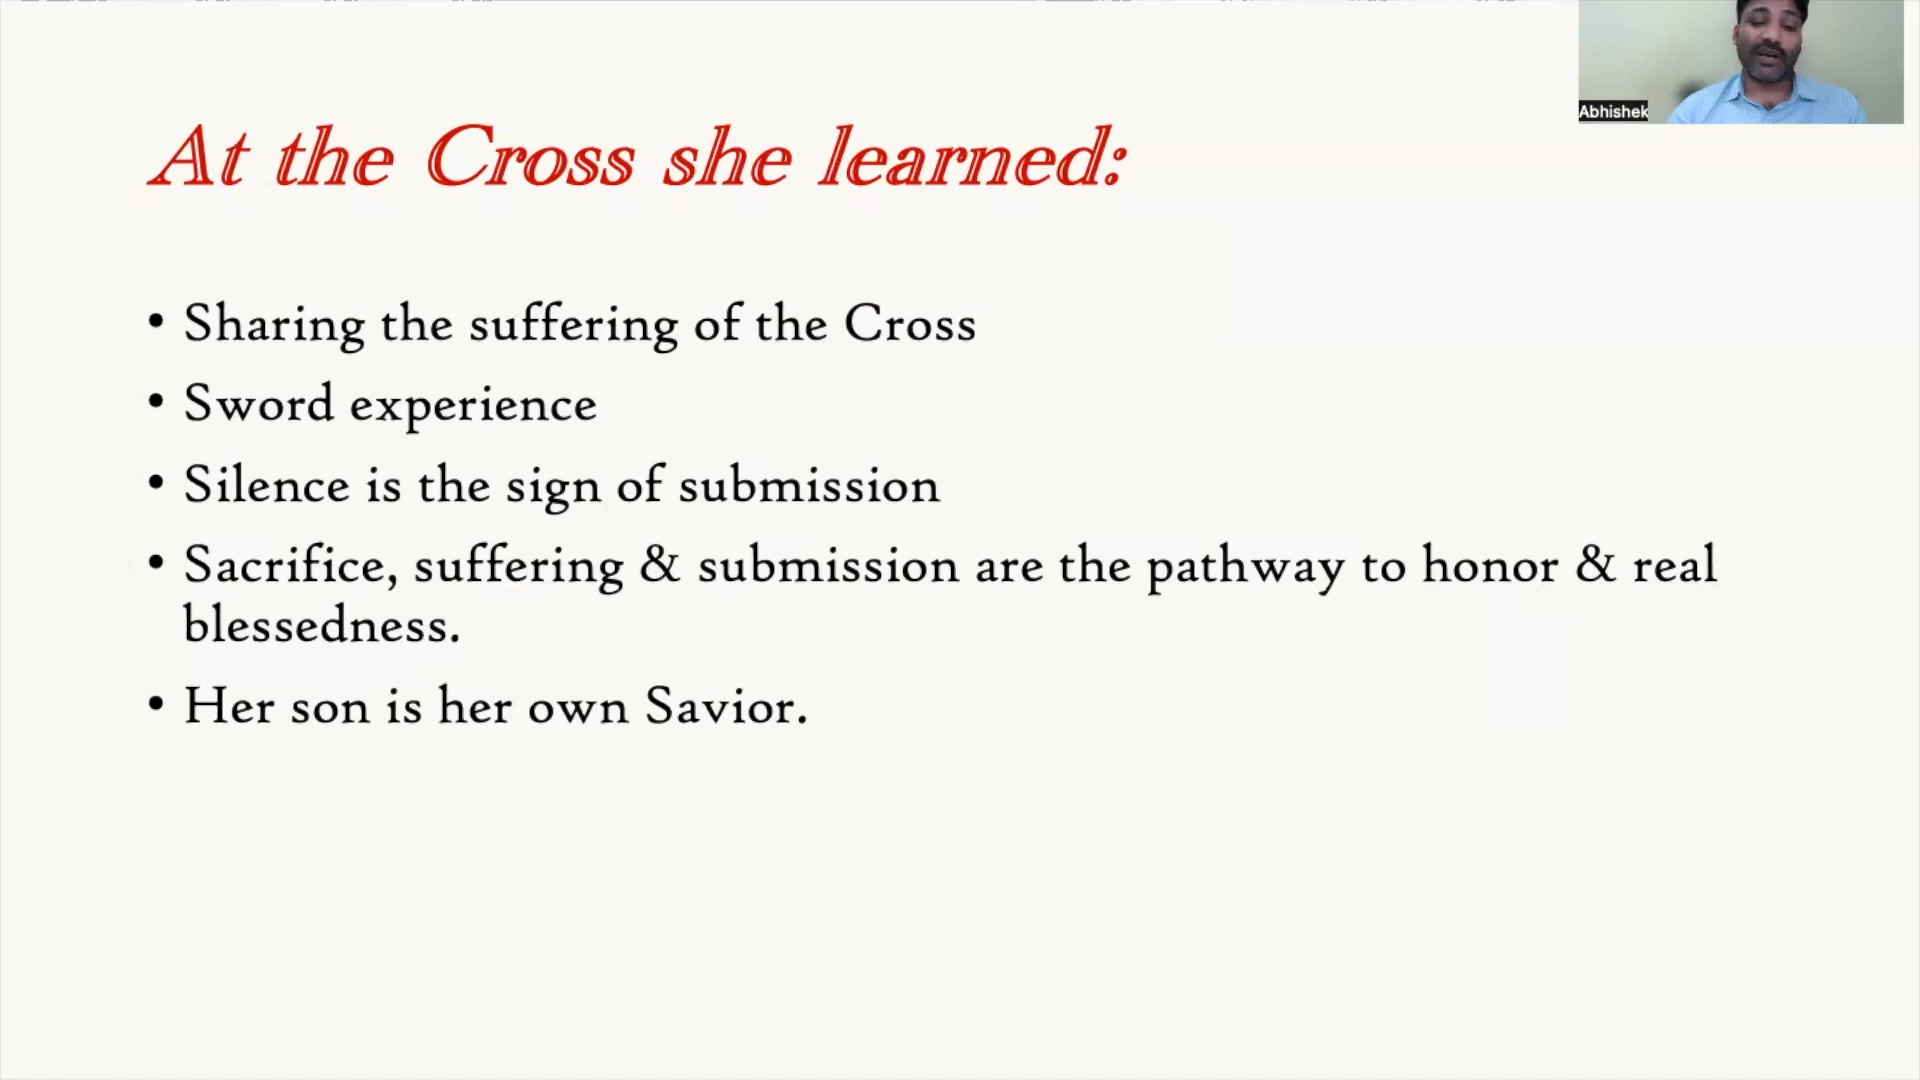 Abhishek
At the Cross she learned:
• Sharing the suffering of the Cross
• Sword experience
• Silence is the sign of submission
• Sacrifice, suffering & submission are the pathway to honor & real
blessedness.
• Her son is her own Savior.